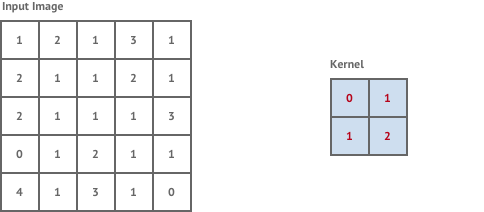 Input Image
1 2 1 3 1
2 1 1 2 1
2 1 1 1 3
0 1 2 1 1
4 1 3 1 0
Kernel
0 1
1 2